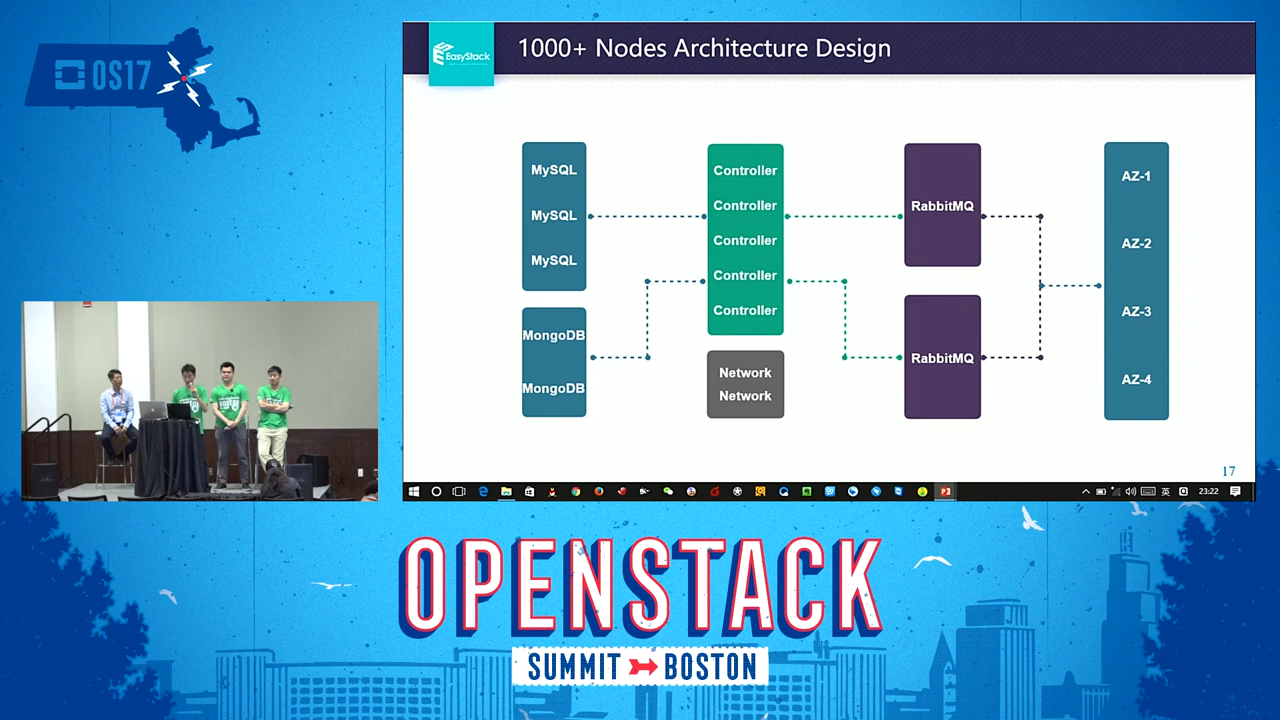 OS17
EasyStack
1000+ Nodes Architecture Design
MySQL
MySQL
MySQL
MongoDB
MongoDB
Controller
Controller
Controller
Controller
Controller
Network
Network
RabbitMQ
RabbitMQ
AZ-1
AZ-2
AZ-3
AZ-4
17
英
23:22
OPENSTACK
SUMMIT BOSTON